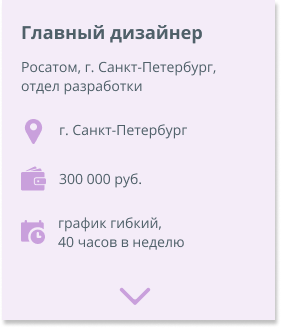 Главный дизайнер
Росатом, г. Санкт-Петербург,
отдел разработки
г. Санкт-Петербург
300 000 руб.
график гибкий,
40 часов в неделю